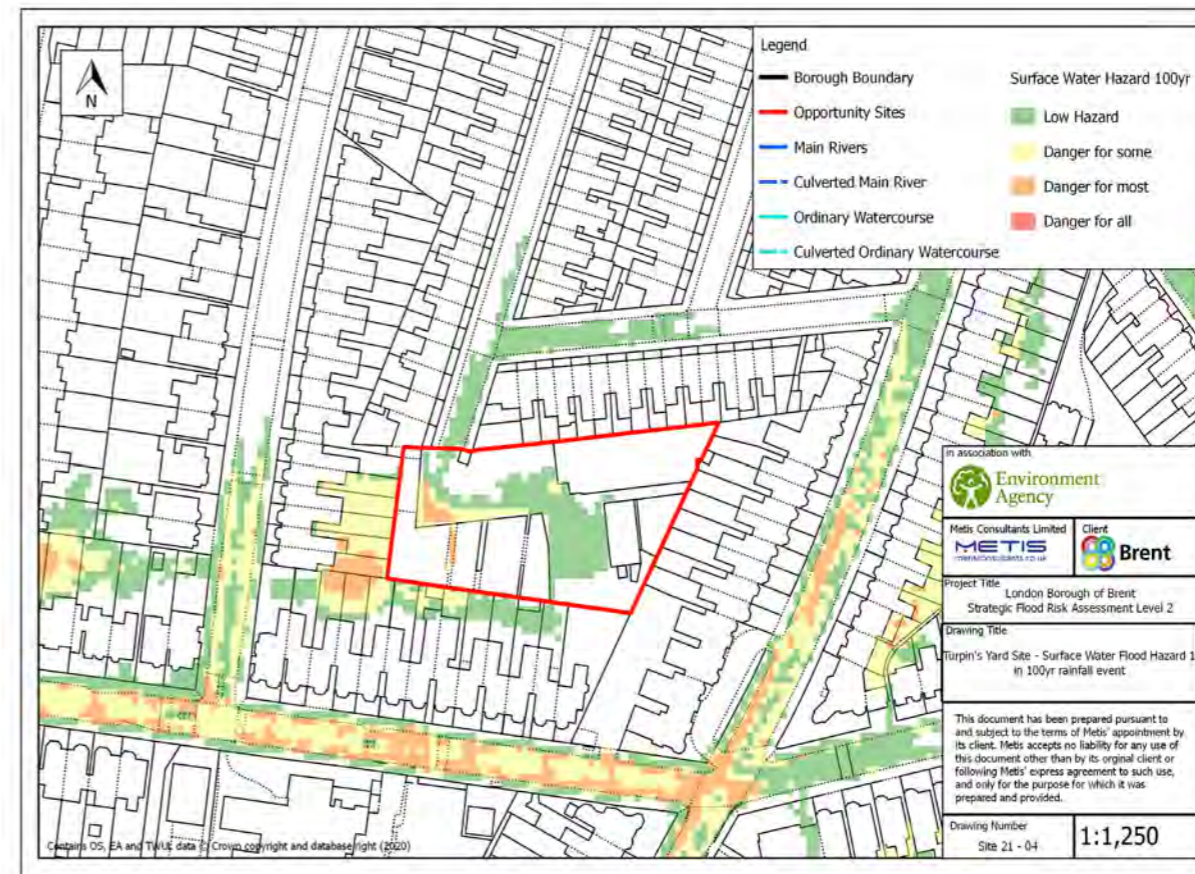 N
Legend
Borough Boundary
Opportunity Sites
Main Rivers
Culverted Main River
Ordinary Watercourse
Culverted Ordinary Watercourse
Surface Water Hazard 100yr
Low Hazard
Danger for some
Danger for most
Danger for all
in association with
Environment
Agency
Metis Consultants Limited
METIS
metisconsultants.co.uk
Client
Brent
Project Title
London Borough of Brent
Strategic Flood Risk Assessment Level 2
Drawing Title
Turpin's Yard Site - Surface Water Flood Hazard 1
in 100yr rainfall event
This document has been prepared pursuant to
and subject to the terms of Metis' appointment by
its client. Metis accepts no liability for any use of
this document other than by its orginal client or
following Metis' express agreement to such use,
and only for the purpose for which it was
prepared and provided.
Drawing Number
Site 21 - 04
1:1,250
Contains OS, EA and TWUL data © Crown copyright and database right (2020)